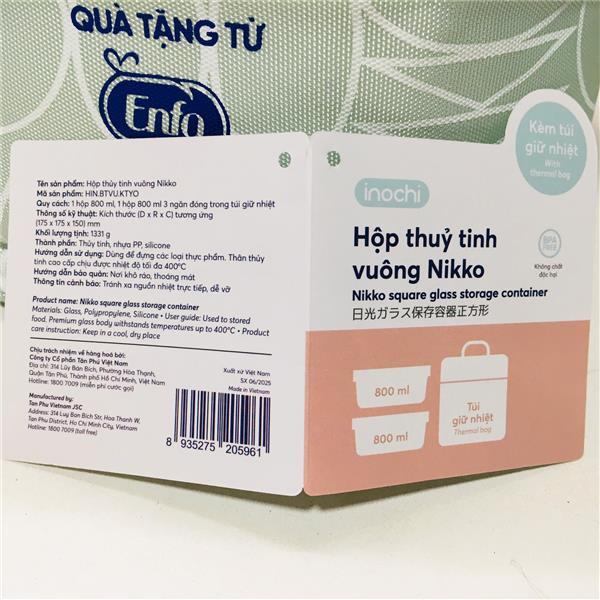 QUÀ TẶNG TỪ
Enfa
Tên sản phẩm: Hộp thuỷ tinh vuông Nikko
Mã sản phẩm: HIN.BTVU.KTYO
Quy cách: 1 hộp 800 ml, 1 hộp 800 ml 3 ngăn đóng trong túi giữ nhiệt
Thông số kỹ thuật: Kích thước (D x R x C) tương ứng
(175 x 175 x 150) mm
Khối lượng tịnh: 1331 g
Thành phần: Thủy tinh, nhựa PP, silicone
Hướng dẫn sử dụng: Dùng để đựng các loại thực phẩm. Thân thủy
tinh cao cấp chịu được nhiệt độ tối đa 400°C
Hướng dẫn bảo quản: Nơi khô ráo, thoáng mát
Thông tin cảnh báo: Tránh xa nguồn nhiệt trực tiếp, dễ vỡ
Product name: Nikko square glass storage container
Materials: Glass, Polypropylene, Silicone • User guide: Used to stored
food. Premium glass body withstands temperatures up to 400°C • Product
care instruction: Keep in a cool, dry place
Chịu trách nhiệm về hàng hoá bởi:
Công ty Cổ phần Tân Phú Việt Nam
Địa chỉ: 314 Lũy Bán Bích, Phường Hòa Thạnh,
Quận Tân Phú, Thành phố Hồ Chí Minh, Việt Nam
Hotline: 1800 7009 (miễn phí cước gọi)
Manufactured by:
Tan Phu Vietnam JSC
Address: 314 Luy Ban Bich Str, Hoa Thanh W,
Tan Phu District, Ho Chi Minh City, Vietnam
Hotline: 1800 7009 (toll free)
Xuất xứ Việt Nam
SX 06/2025
Made in Vietnam
8 935275 205961
Kèm túi
giữ nhiệt
With
thermal bag
inochi
Hộp thuỷ tinh
vuông Nikko
Nikko square glass storage container
日光ガラス保存容器正方形
BPA
FREE
Không chất
độc hại
800 ml
800 ml
Túi
giữ nhiệt
Thermal bag